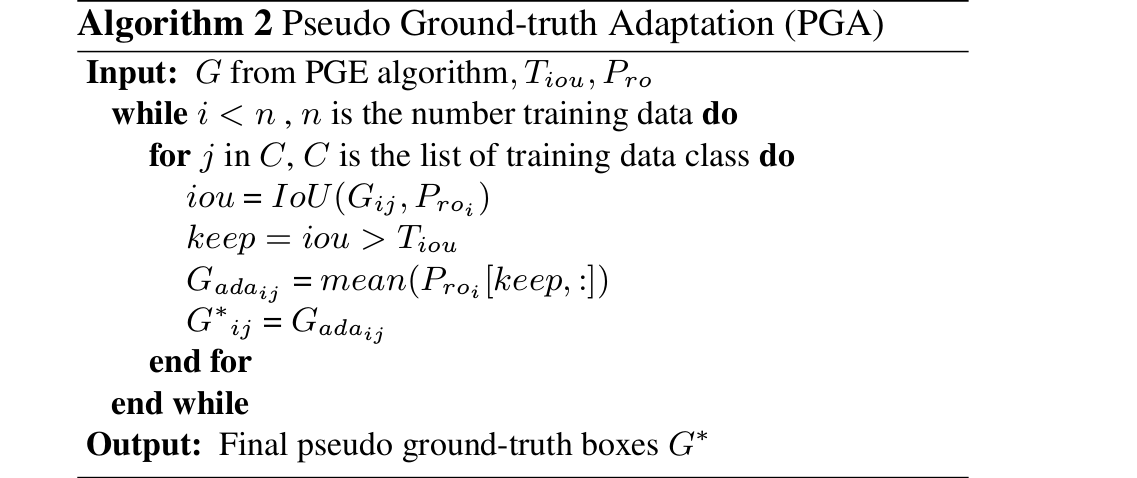 Algorithm 2 Pseudo Ground-truth Adaptation (PGA)
Input: G from PGE algorithm, T_{iou}, P_{ro}
while i < n , n is the number training data do
for j in C, C is the list of training data class do
iou = IoU(G_{ij}, P_{ro_i})
keep = iou > T_{iou}
G_{ada_{ij}} = mean(P_{ro_i}[keep, :])
G^*_{ij} = G_{ada_{ij}}
end for
end while
Output: Final pseudo ground-truth boxes G^*